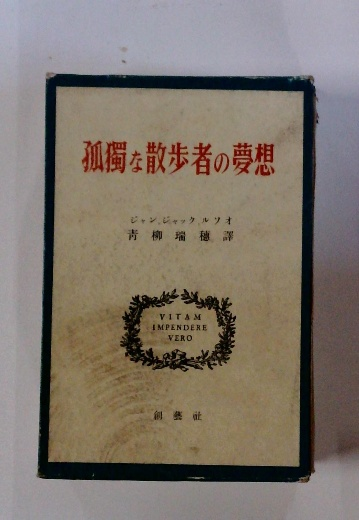 孤獨な散歩者の夢想
ジャン、ジャック、ルソオ
青柳瑞穂譯
VITAM
IMPENDERE
VERO
創藝社